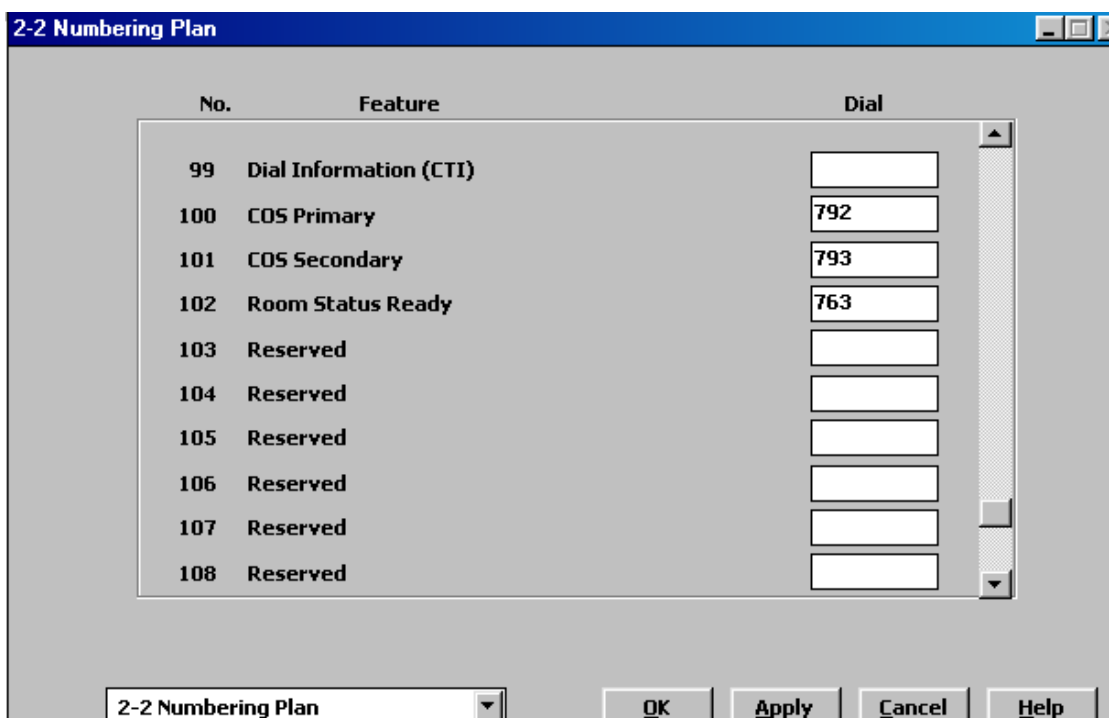 2-2 Numbering Plan
No. Feature Dial
99 Dial Information (CTI)
100 COS Primary 792
101 COS Secondary 793
102 Room Status Ready 763
103 Reserved
104 Reserved
105 Reserved
106 Reserved
107 Reserved
108 Reserved
2-2 Numbering Plan OK Apply Cancel Help